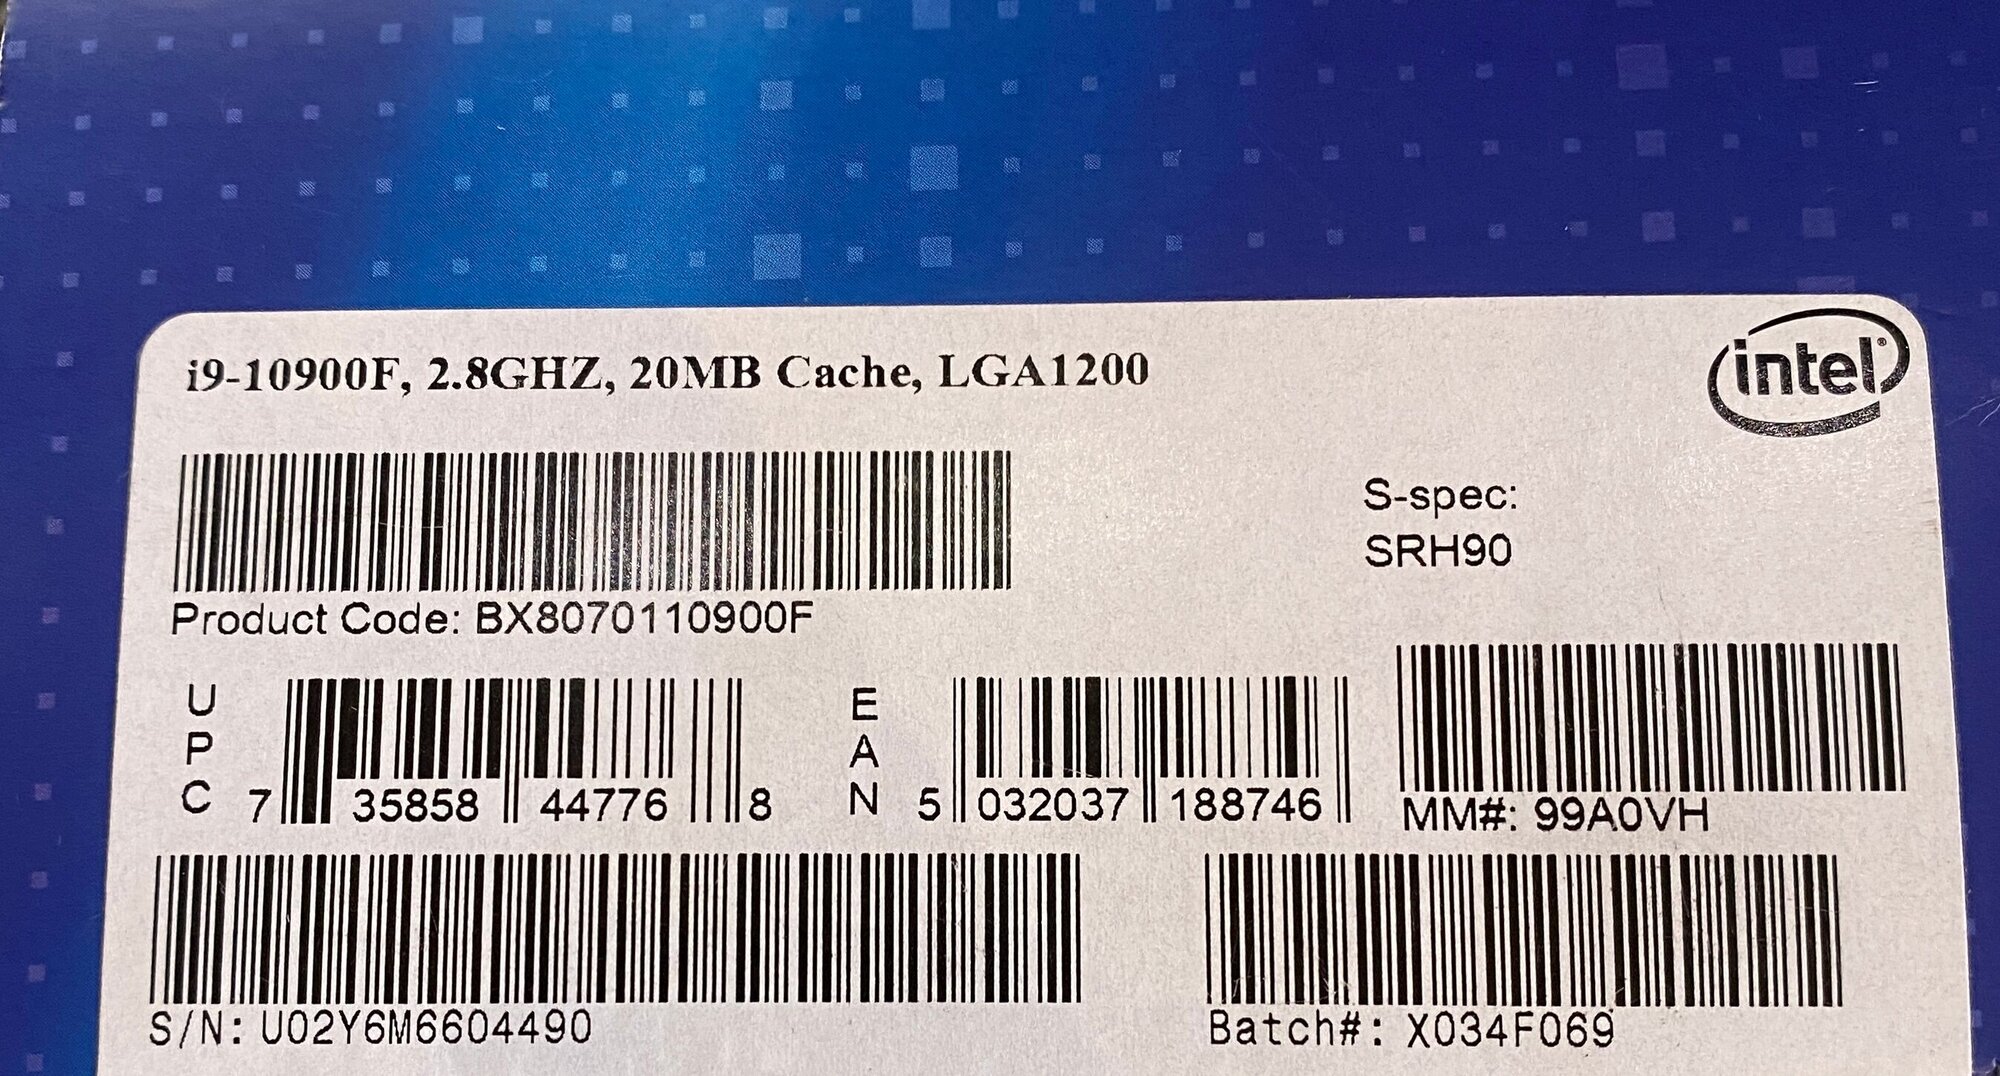 i9-10900F, 2.8GHZ, 20MB Cache, LGA1200
intel®
S-spec:
SRH90
Product Code: BX8070110900F
UPC 7 35858 44776 8
EAN 5 032037 188746
MM#: 99A0VH
S/N: U02Y6M6604490
Batch#: X034F069